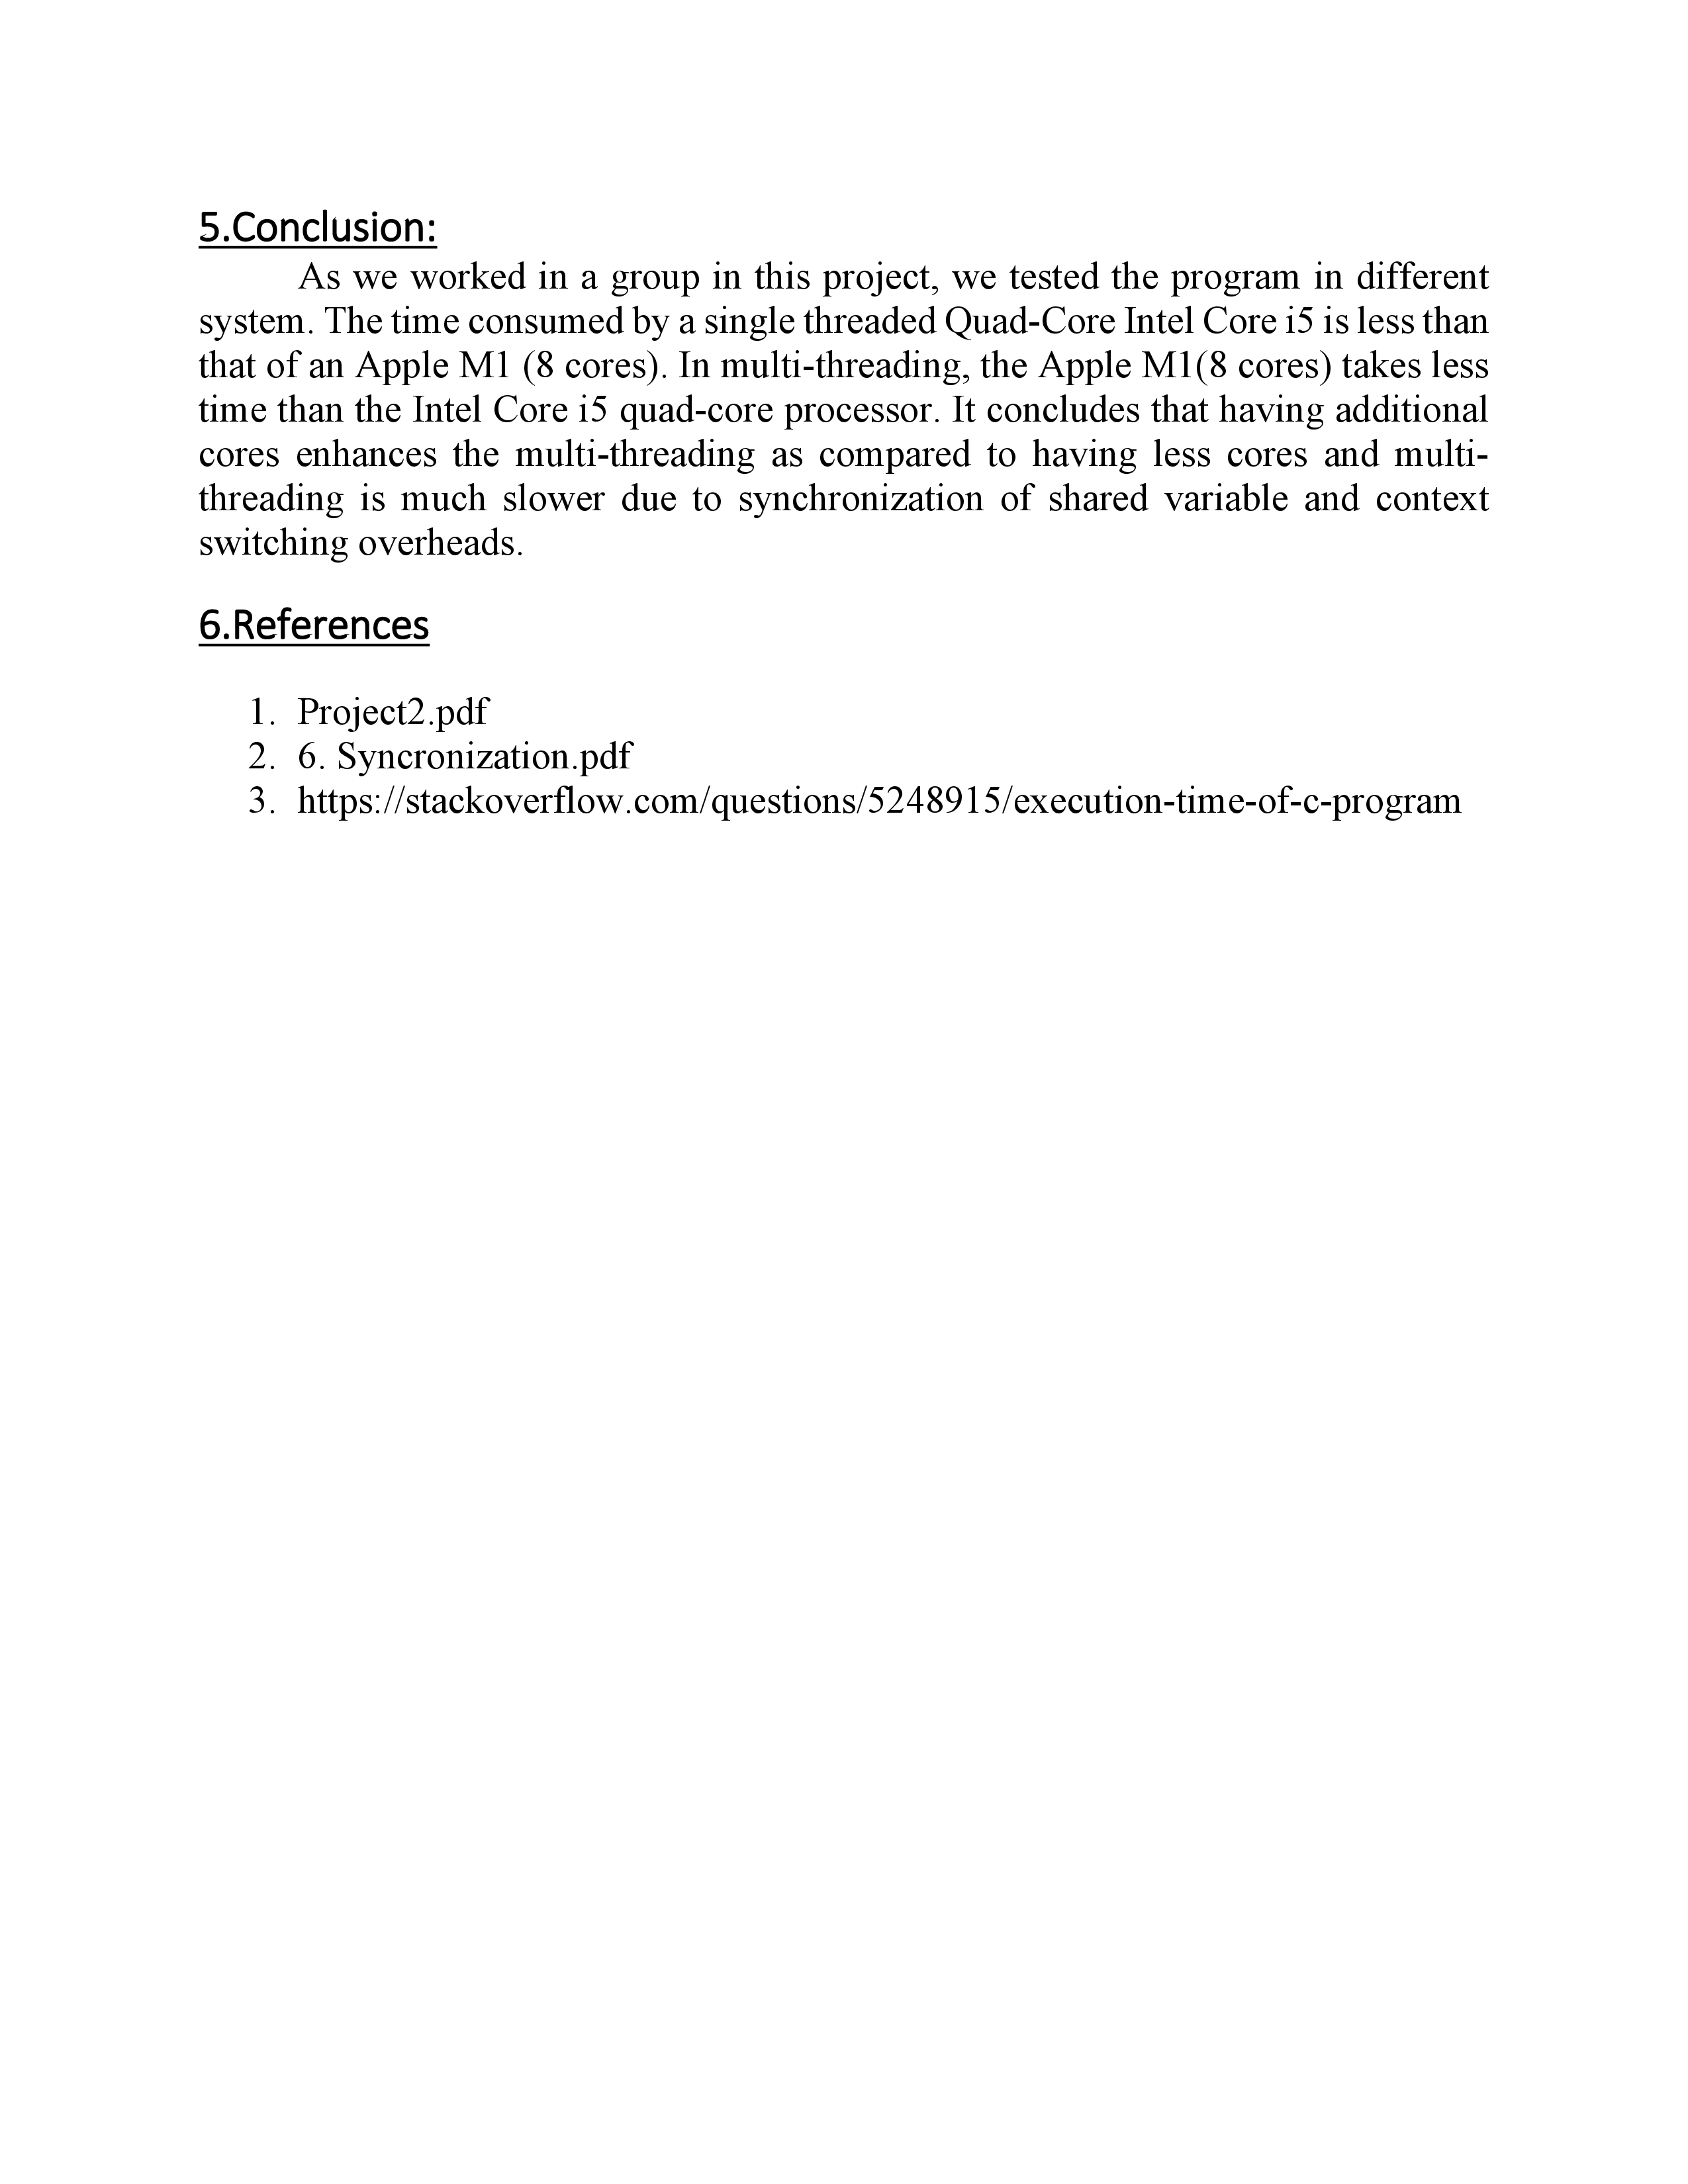 5.Conclusion:
As we worked in a group in this project, we tested the program in different
system. The time consumed by a single threaded Quad-Core Intel Core i5 is less than
that of an Apple M1 (8 cores). In multi-threading, the Apple M1(8 cores) takes less
time than the Intel Core i5 quad-core processor. It concludes that having additional
cores enhances the multi-threading as compared to having less cores and multi-
threading is much slower due to synchronization of shared variable and context
switching overheads.
6.References
1. Project2.pdf
2. 6. Syncronization.pdf
3. https://stackoverflow.com/questions/5248915/execution-time-of-c-program